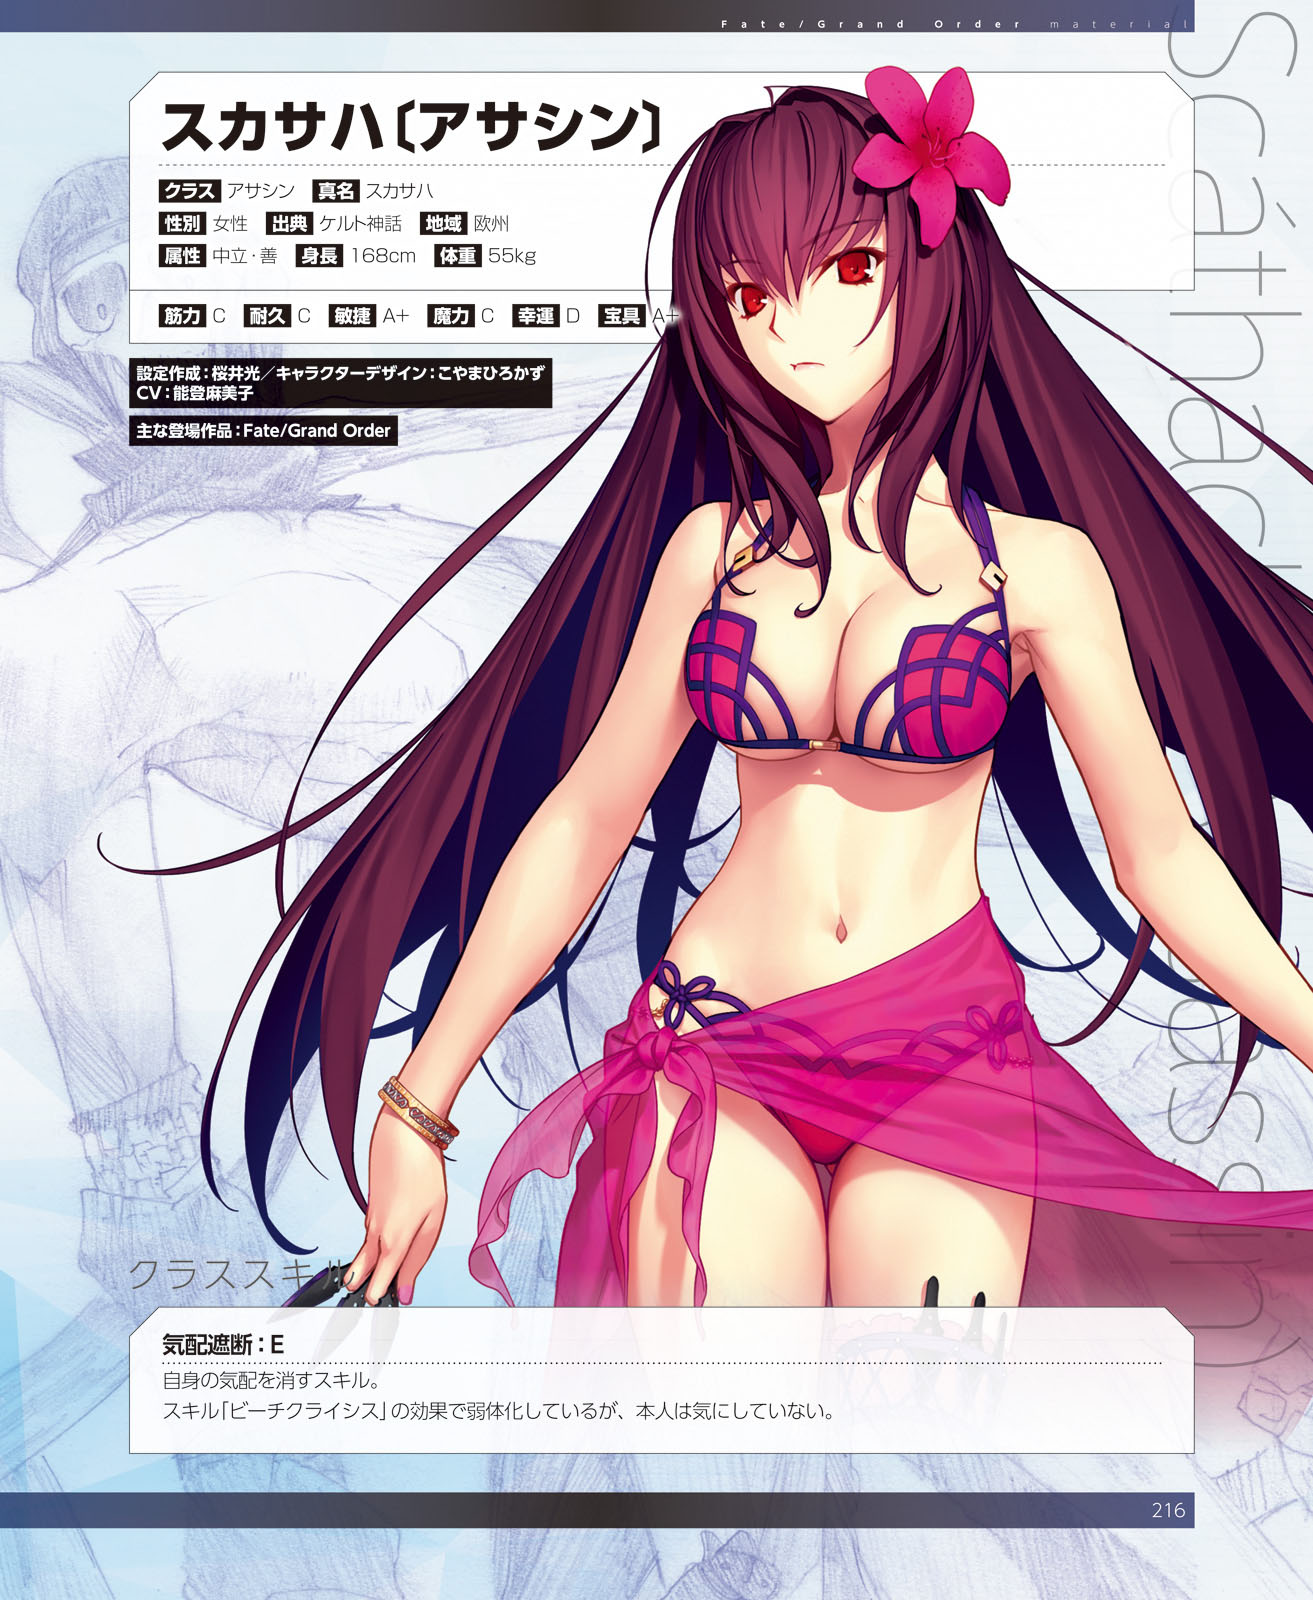 Fate/Grand Order material
スカサハ〔アサシン〕
クラス アサシン 真名 スカサハ
性別 女性 出典 ケルト神話 地域 欧州
属性 中立・善 身長 168cm 体重 55kg
筋力 C 耐久 C 敏捷 A+ 魔力 C 幸運 D 宝具 A+
設定作成：桜井光／キャラクターデザイン：こやまひろかず
CV：能登麻美子
主な登場作品：Fate/Grand Order
クラススキル
気配遮断：E
自身の気配を消すスキル。
スキル「ビーチクライシス」の効果で弱体化しているが、本人は気にしていない。
216